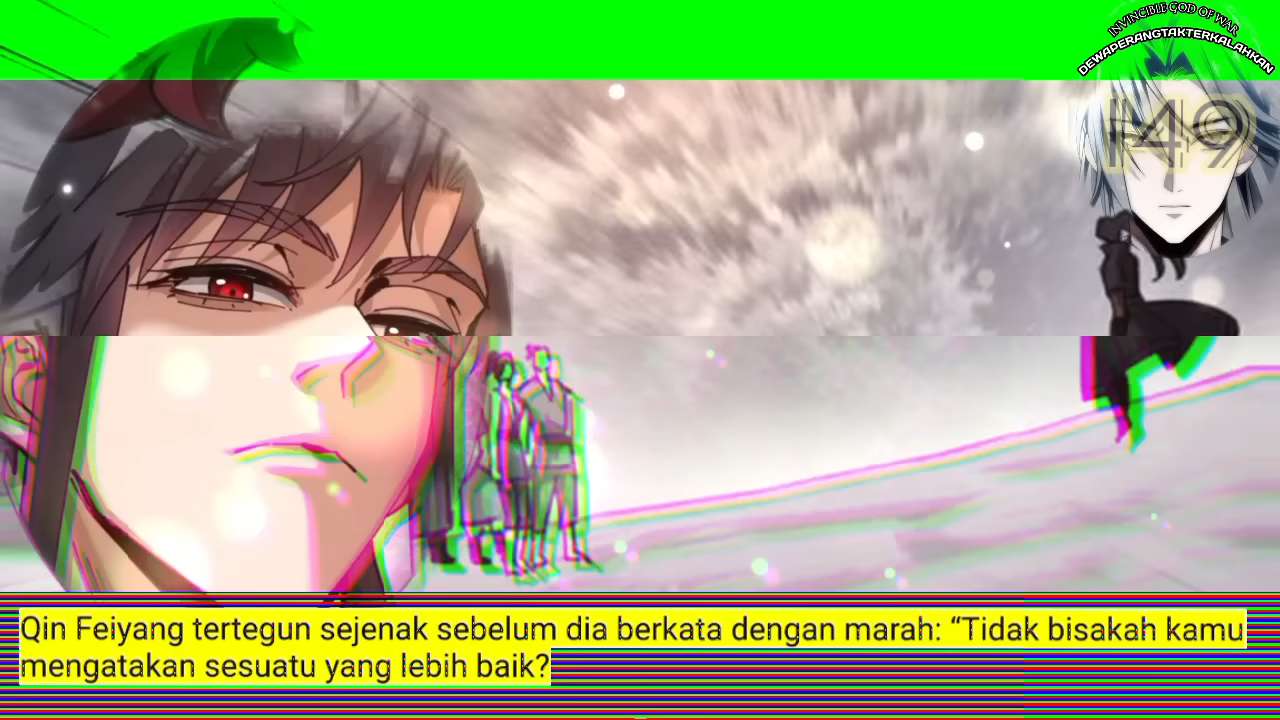 INVINCIBLE GOD OF WAR
DEWAPERANGTAKTERKALAHKAN
149
Qin Feiyang tertegun sejenak sebelum dia berkata dengan marah: “Tidak bisakah kamu
mengatakan sesuatu yang lebih baik?